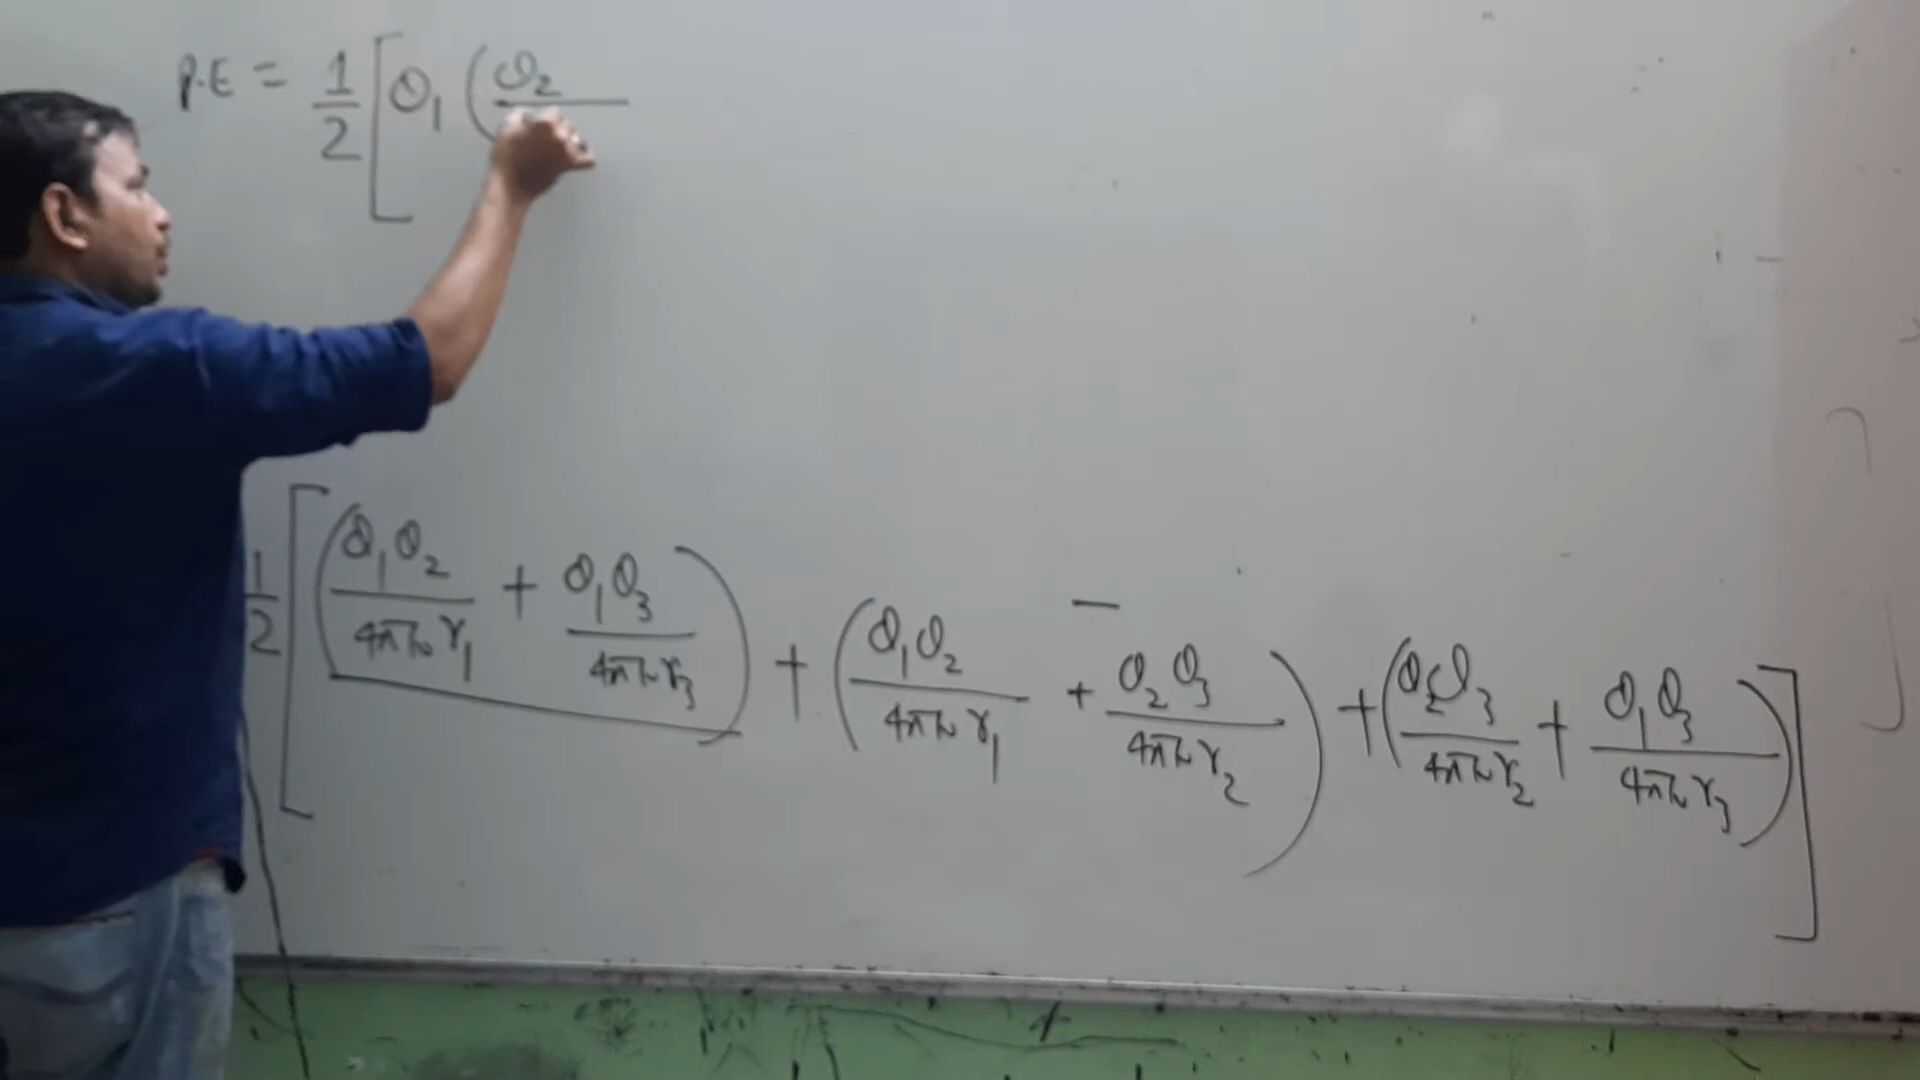 P.E = 1/2 [Q₁ (Q₂/
1/2 [(Q₁Q₂/4πε₀r₁ + Q₁Q₃/4πε₀r₃) + (Q₁Q₂/4πε₀r₁ + Q₂Q₃/4πε₀r₂) + (Q₂Q₃/4πε₀r₂ + Q₁Q₃/4πε₀r₃)]